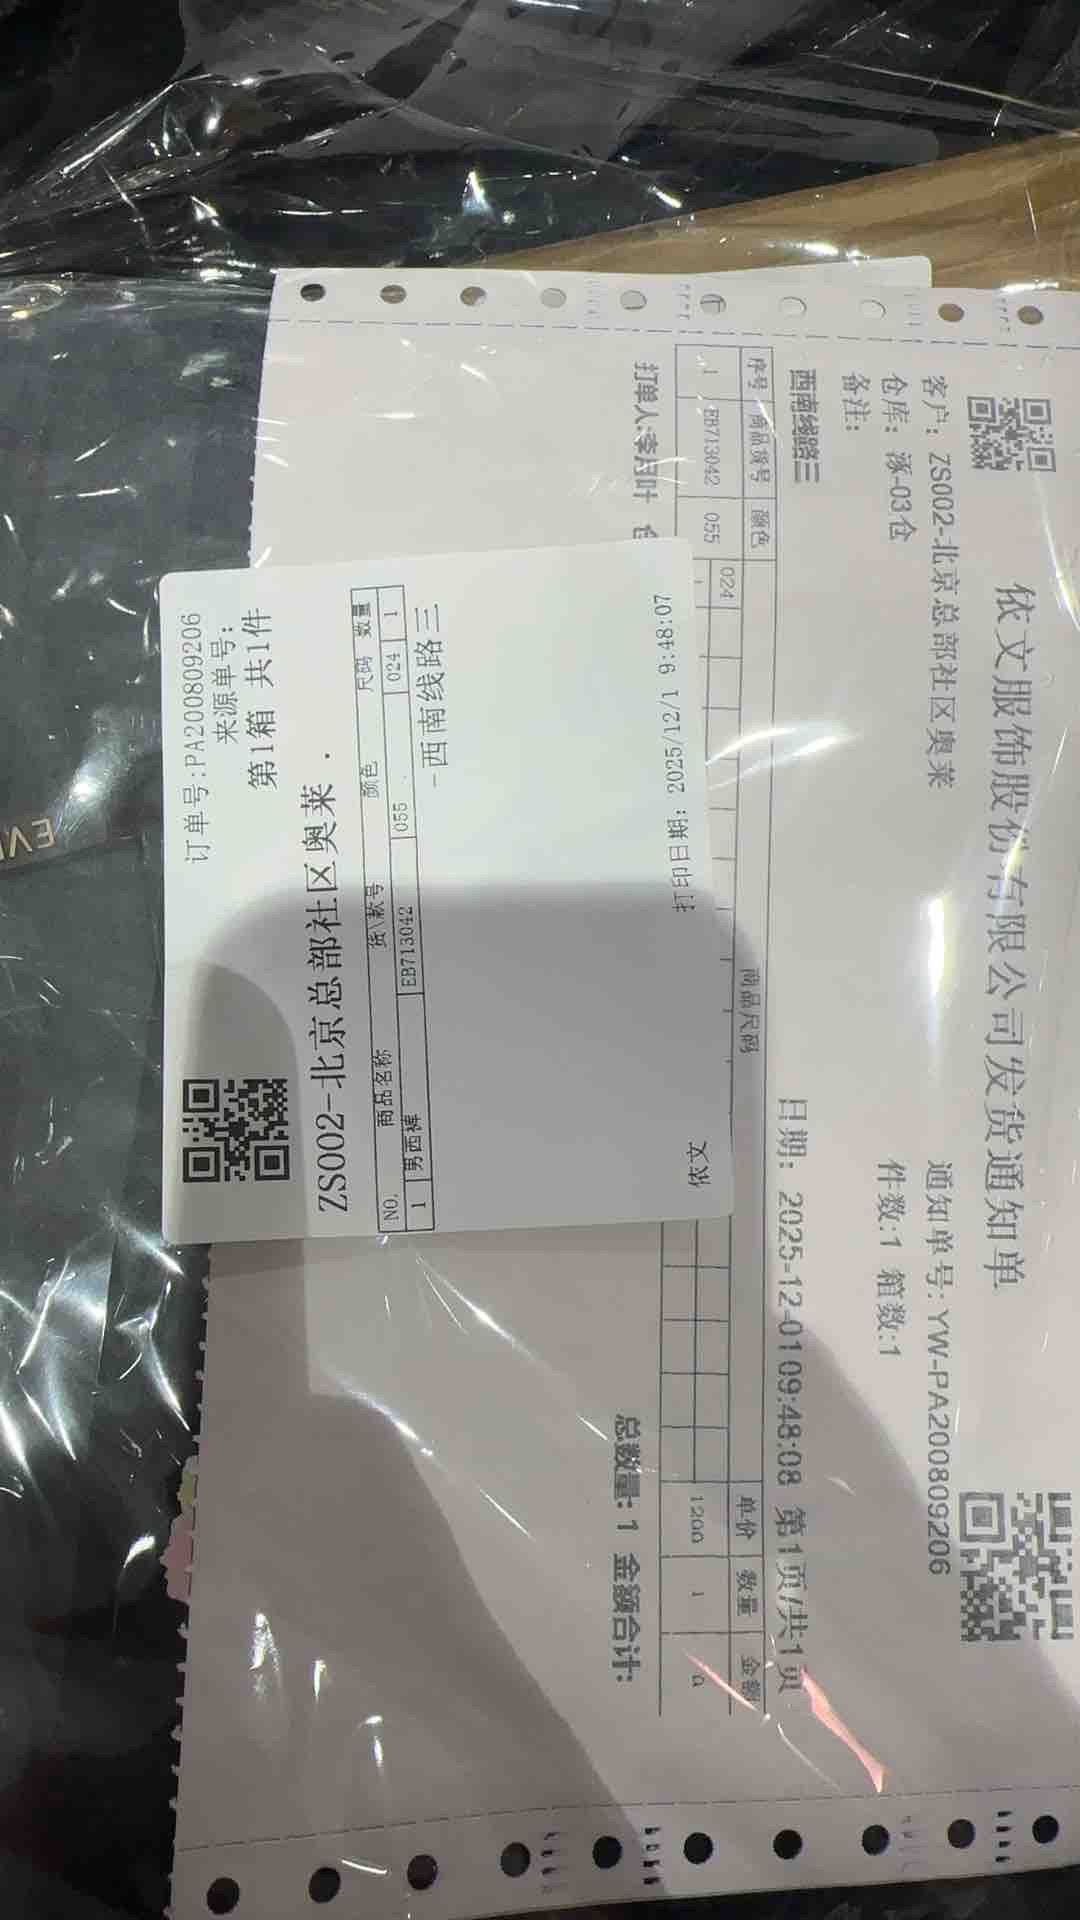 依文服饰股份有限公司发货通知单
客户: ZS002-北京总部社区奥莱
通知单号:YW-PA200809206
仓库: 涿-03仓
件数:1 箱数:1
备注:
西南线路三
日期: 2025-12-01 09:48:08 第1页/共1页
序号 商品货号 颜色 商品尺码 单价 数量 金额
024
1 EB713042 055 1200 1 0
打单人:李月叶
总数量: 1 金额合计:
订单号:PA200809206
来源单号:
第1箱 共1件
ZS002-北京总部社区奥莱
NO. 商品名称 货\款号 颜色 尺码 数量
1 男西裤 EB713042 055 024 1
-西南线路三
依文 打印日期: 2025/12/1 9:48:07
EV